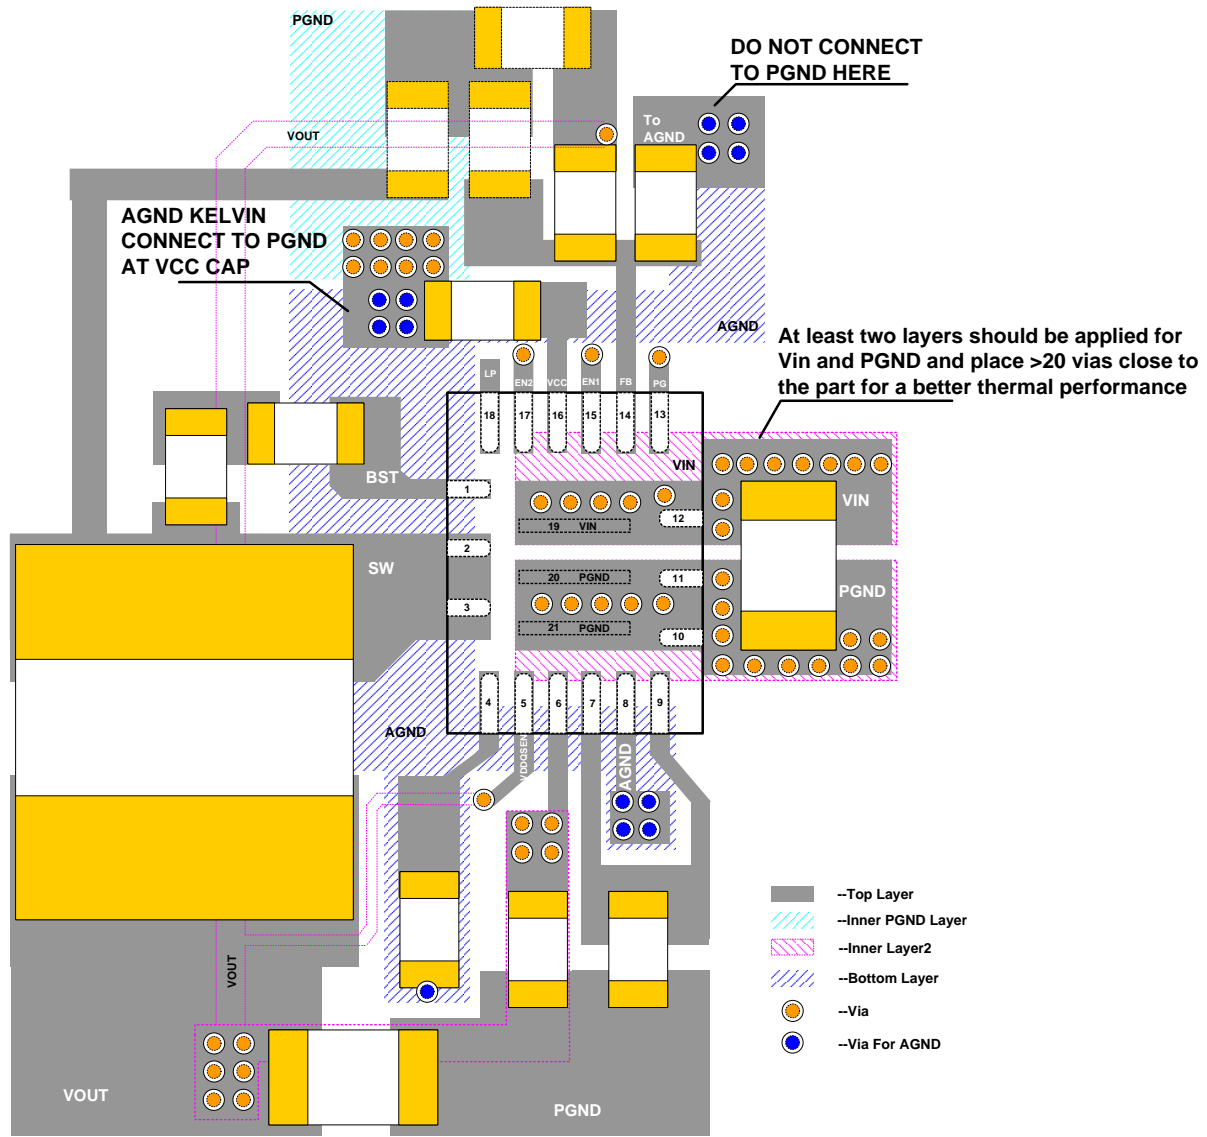 PGND
DO NOT CONNECT
TO PGND HERE
To
AGND
VOUT
AGND KELVIN
CONNECT TO PGND
AT VCC CAP
AGND
At least two layers should be applied for
Vin and PGND and place >20 vias close to
the part for a better thermal performance
LP
EN2
VCC
EN1
FB
PG
18
17
16
15
14
13
VIN
BST
1
12
VIN
19 VIN
2
SW
20 PGND
11
PGND
3
21 PGND
10
4
5
6
7
8
9
AGND
VDDQSEN
AGND
--Top Layer
--Inner PGND Layer
--Inner Layer2
--Bottom Layer
--Via
--Via For AGND
VOUT
VOUT
PGND